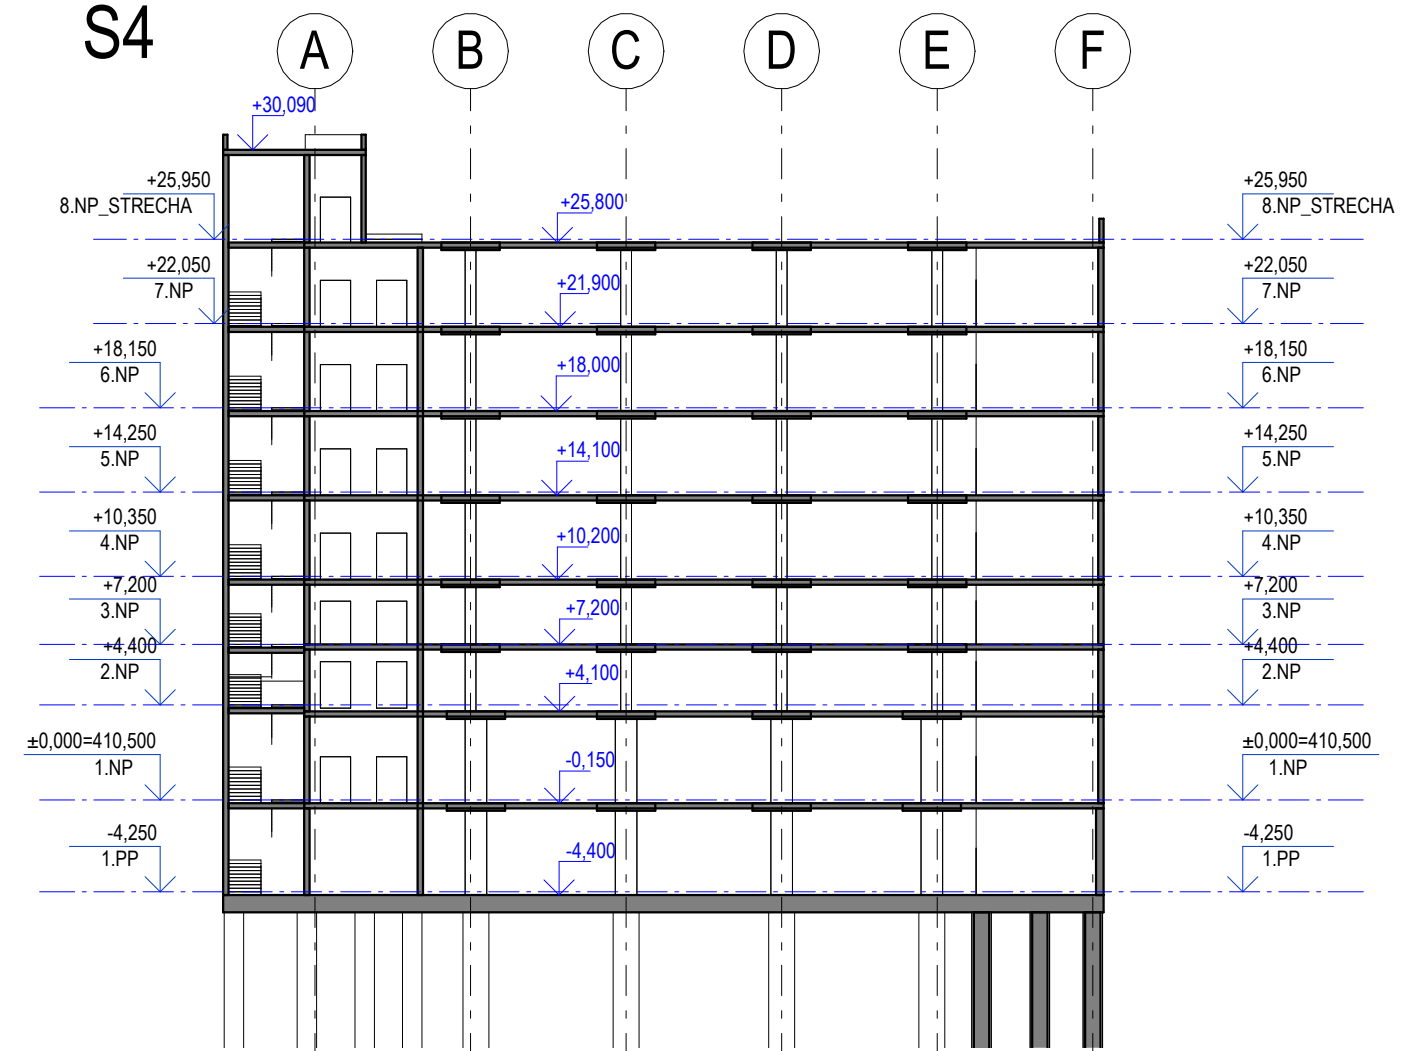 S4
A B C D E F
+30,090
+25,950
8.NP_STRECHA
+25,800
+25,950
8.NP_STRECHA
+22,050
7.NP
+21,900
+22,050
7.NP
+18,150
6.NP
+18,000
+18,150
6.NP
+14,250
5.NP
+14,100
+14,250
5.NP
+10,350
4.NP
+10,200
+10,350
4.NP
+7,200
3.NP
+7,200
+7,200
3.NP
+4,400
2.NP
+4,100
+4,400
2.NP
±0,000=410,500
1.NP
-0,150
±0,000=410,500
1.NP
-4,250
1.PP
-4,400
-4,250
1.PP